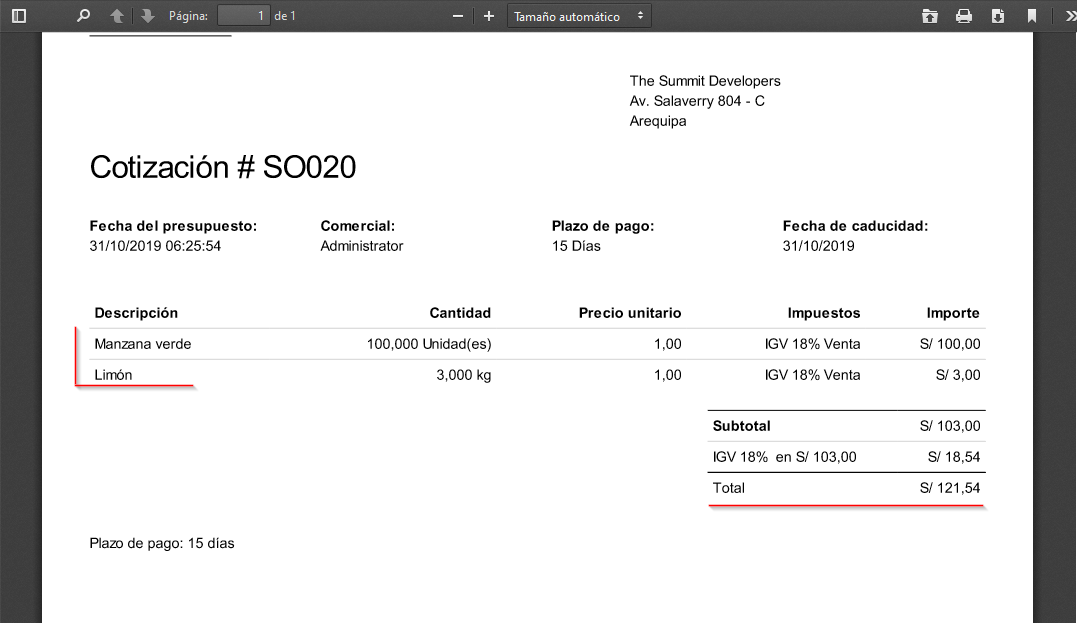 Página: 1 de 1 Tamaño automático
The Summit Developers
Av. Salaverry 804 - C
Arequipa
Cotización # SO020
Fecha del presupuesto: Comercial: Plazo de pago: Fecha de caducidad:
31/10/2019 06:25:54 Administrator 15 Días 31/10/2019
Descripción Cantidad Precio unitario Impuestos Importe
Manzana verde 100,000 Unidad(es) 1,00 IGV 18% Venta S/ 100,00
Limón 3,000 kg 1,00 IGV 18% Venta S/ 3,00
Subtotal S/ 103,00
IGV 18% en S/ 103,00 S/ 18,54
Total S/ 121,54
Plazo de pago: 15 días